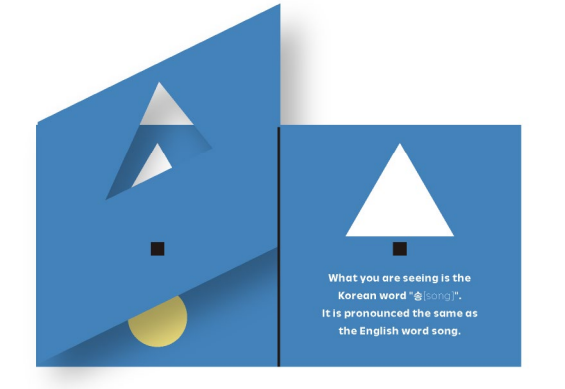 What you are seeing is the
Korean word "송[song]".
It is pronounced the same as
the English word song.